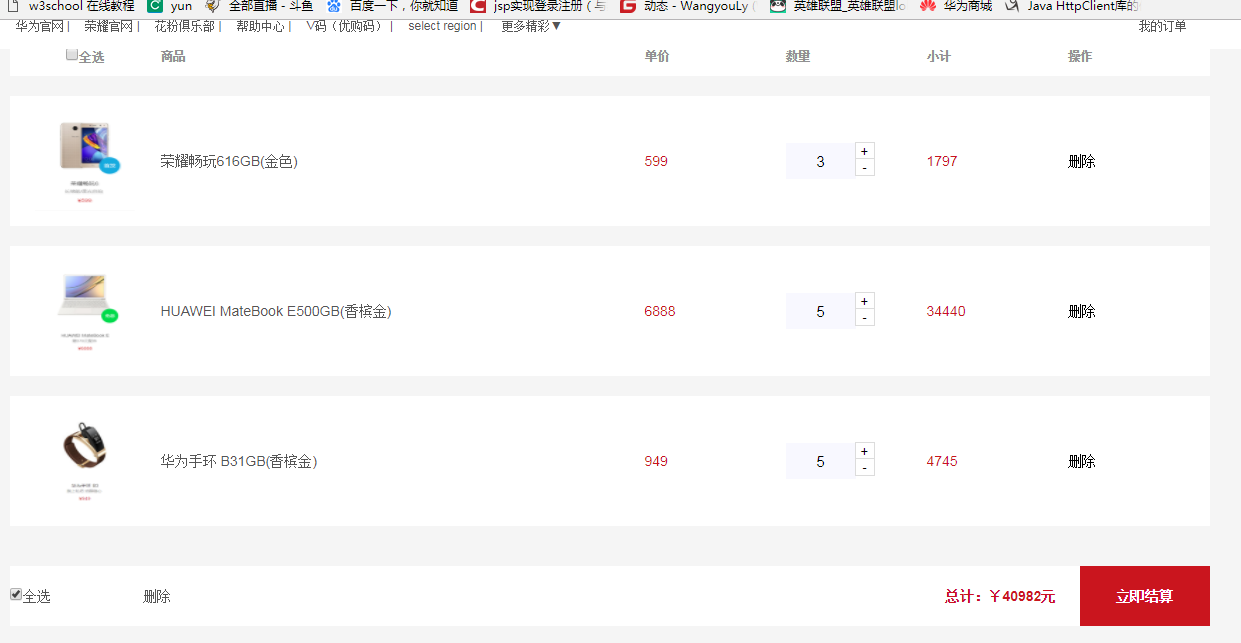 w3school 在线教程 yun 全部直播 - 斗鱼 百度一下，你就知道 jsp实现登录注册（与 动态 - WangyouLy 英雄联盟_英雄联盟lo 华为商城 Java HttpClient库的
华为官网 | 荣耀官网 | 花粉俱乐部 | 帮助中心 | V码（优购码） | select region | 更多精彩▼ 我的订单
全选 商品 单价 数量 小计 操作
荣耀畅玩616GB(金色) 599 3 + - 1797 删除
HUAWEI MateBook E500GB(香槟金) 6888 5 + - 34440 删除
华为手环 B31GB(香槟金) 949 5 + - 4745 删除
全选 删除 总计：￥40982元 立即结算